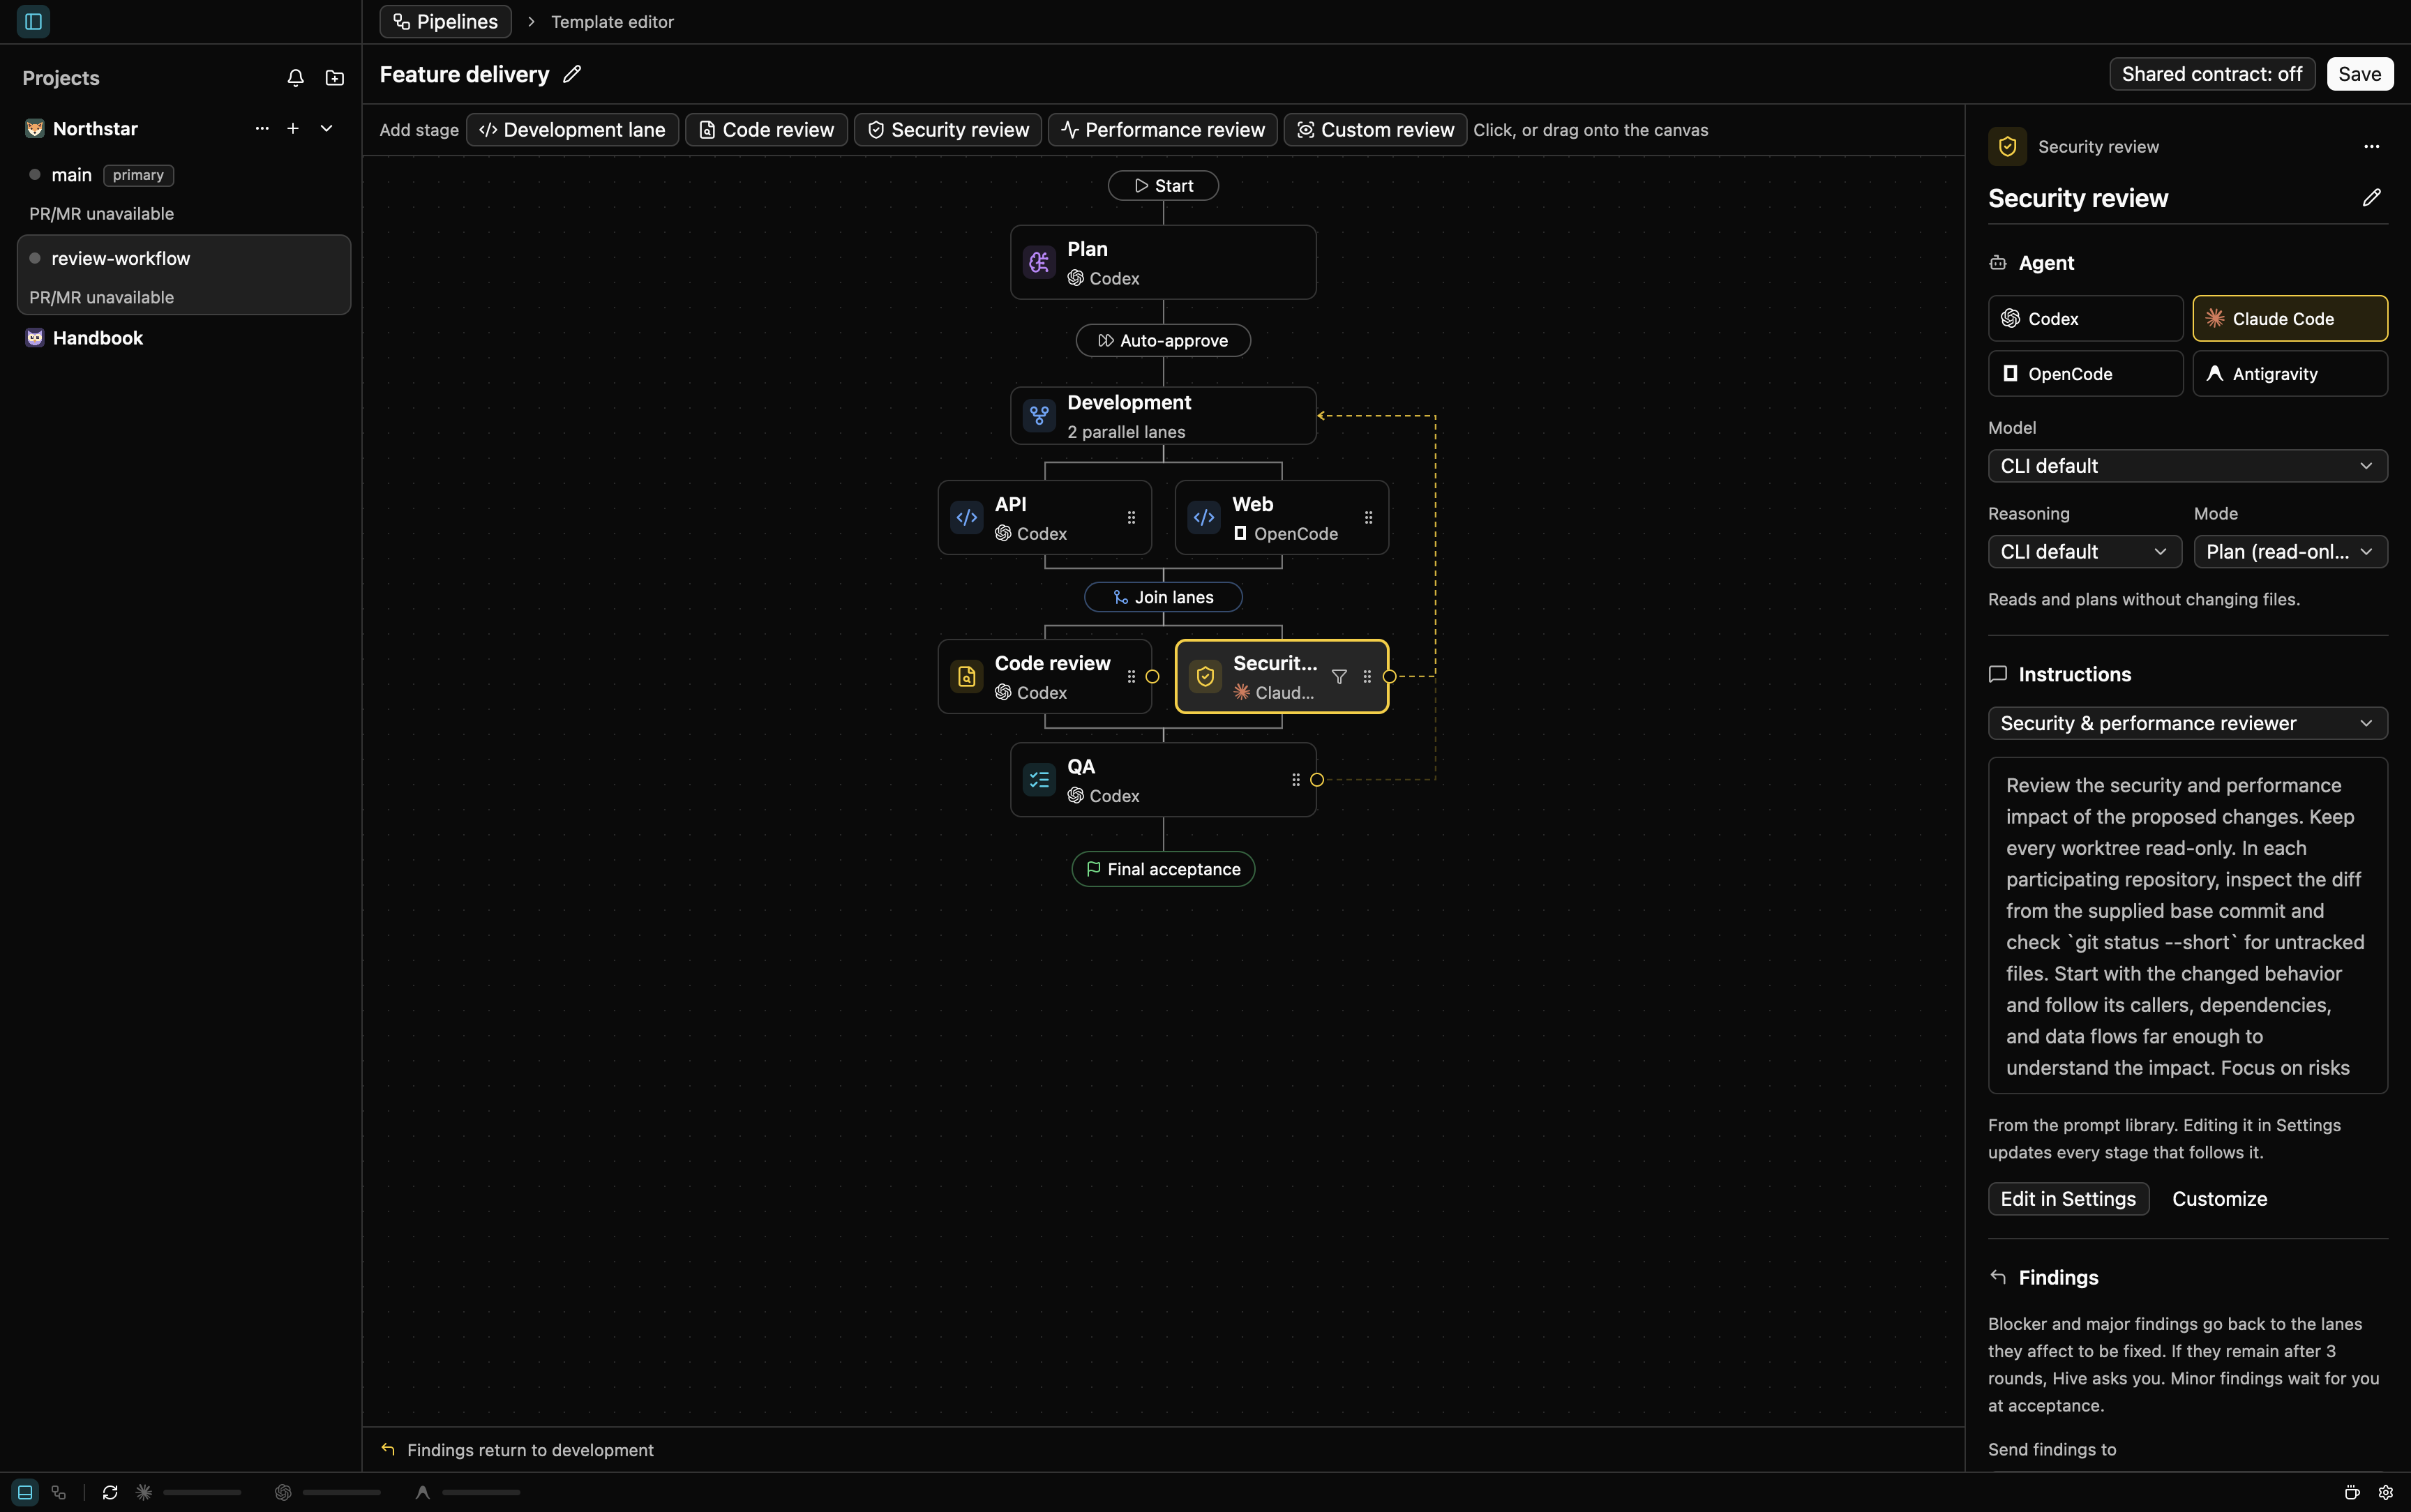 Pipelines > Template editor
Projects
Feature delivery
Shared contract: off
Save
Northstar
main primary
PR/MR unavailable
review-workflow
PR/MR unavailable
Handbook
Add stage
Development lane
Code review
Security review
Performance review
Custom review
Click, or drag onto the canvas
Start
Plan
Codex
Auto-approve
Development
2 parallel lanes
API
Codex
Web
OpenCode
Join lanes
Code review
Codex
Securit...
Claud...
QA
Codex
Final acceptance
Findings return to development
Security review
Security review
Agent
Codex
Claude Code
OpenCode
Antigravity
Model
CLI default
Reasoning
Mode
CLI default
Plan (read-onl...
Reads and plans without changing files.
Instructions
Security & performance reviewer
Review the security and performance
impact of the proposed changes. Keep
every worktree read-only. In each
participating repository, inspect the diff
from the supplied base commit and
check `git status --short` for untracked
files. Start with the changed behavior
and follow its callers, dependencies,
and data flows far enough to
understand the impact. Focus on risks
From the prompt library. Editing it in Settings
updates every stage that follows it.
Edit in Settings
Customize
Findings
Blocker and major findings go back to the lanes
they affect to be fixed. If they remain after 3
rounds, Hive asks you. Minor findings wait for you
at acceptance.
Send findings to